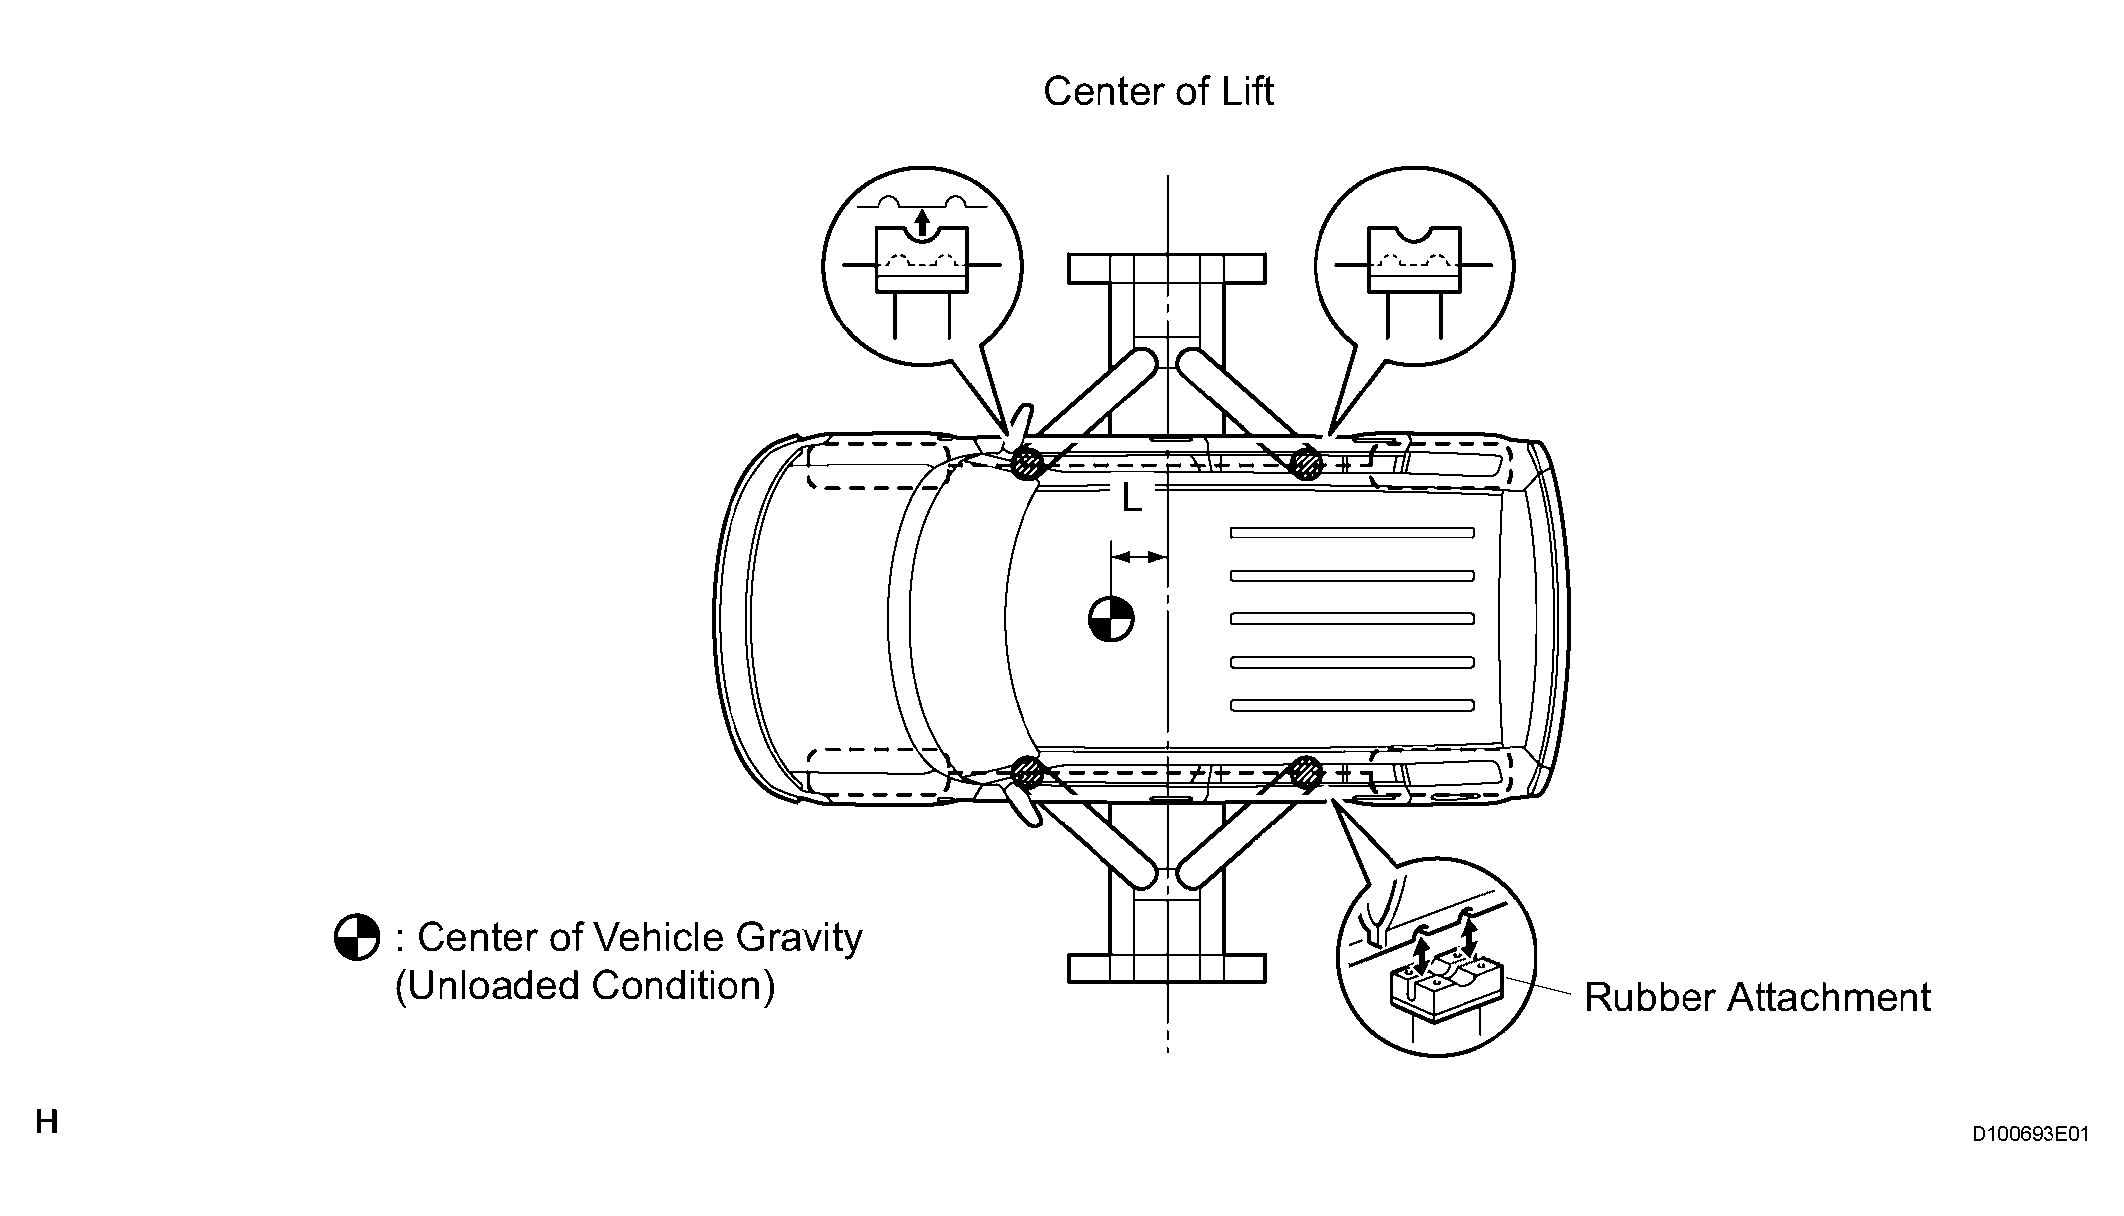 Center of Lift
L
: Center of Vehicle Gravity
(Unloaded Condition)
Rubber Attachment
H
D100693E01